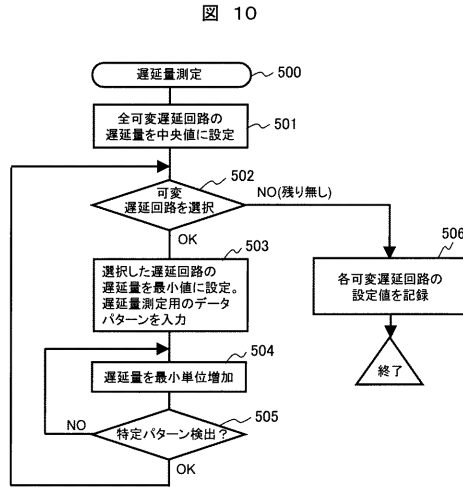 図 10
遅延量測定
500
全可変遅延回路の
遅延量を中央値に設定
501
502
可変
遅延回路を選択
NO(残り無し)
OK
503
選択した遅延回路の
遅延量を最小値に設定。
遅延量測定用のデータ
パターンを入力
506
各可変遅延回路の
設定値を記録
終了
504
遅延量を最小単位増加
505
NO
特定パターン検出?
OK